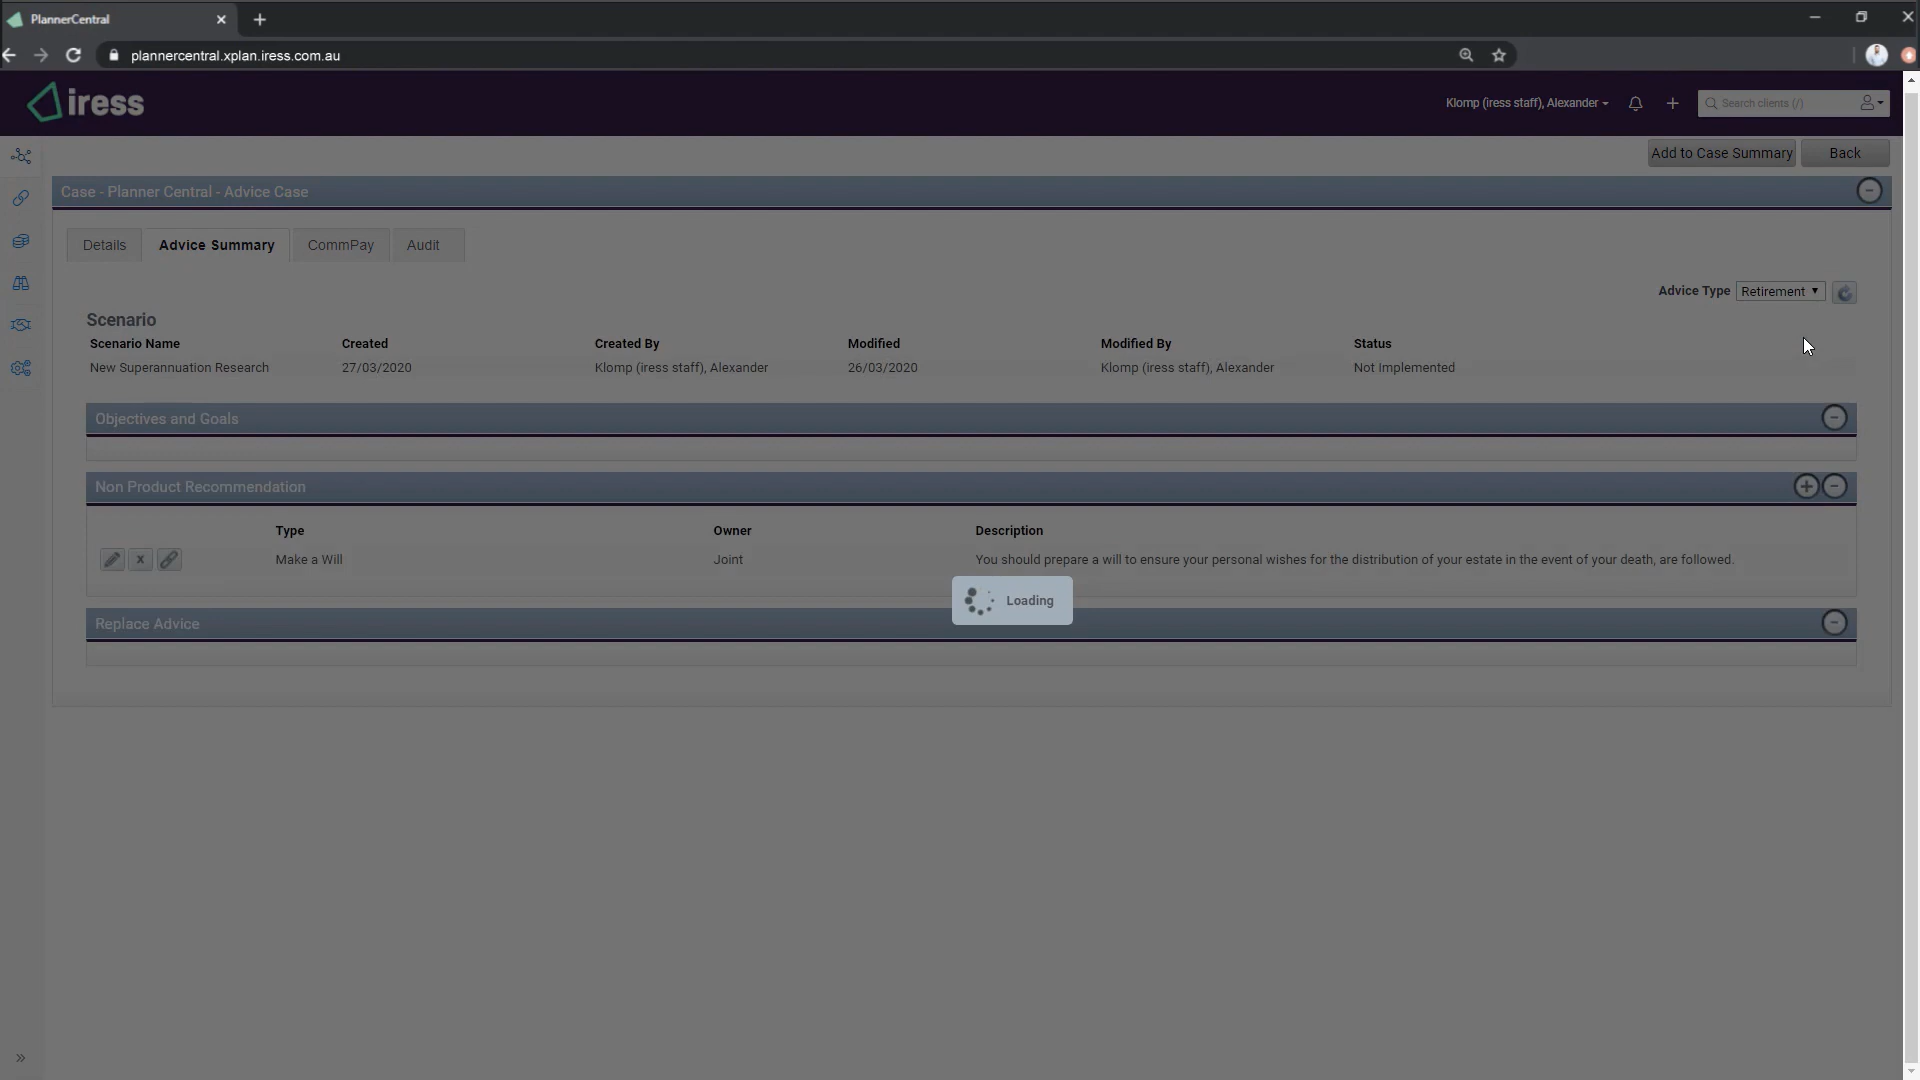 PlannerCentral
plannercentral.xplan.iress.com.au
iress
Klomp (iress staff), Alexander
Search clients (/)
Add to Case Summary
Back
Case - Planner Central - Advice Case
Details
Advice Summary
CommPay
Audit
Advice Type
Retirement
Scenario
Scenario Name Created Created By Modified Modified By Status
New Superannuation Research 27/03/2020 Klomp (iress staff), Alexander 26/03/2020 Klomp (iress staff), Alexander Not Implemented
Objectives and Goals
Non Product Recommendation
Type Owner Description
X
Make a Will Joint You should prepare a will to ensure your personal wishes for the distribution of your estate in the event of your death, are followed.
Loading
Replace Advice